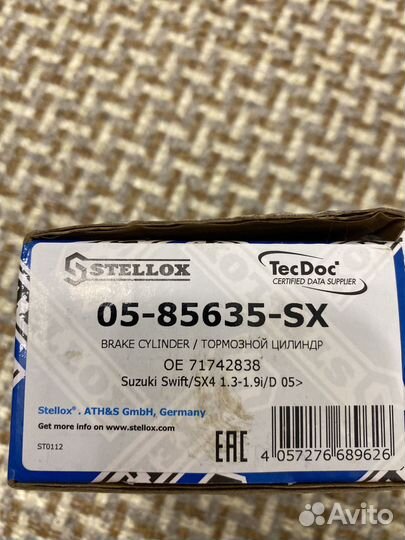 STELLOX
TecDoc
CERTIFIED DATA SUPPLIER
05-85635-SX
BRAKE CYLINDER / ТОРМОЗНОЙ ЦИЛИНДР
OE 71742838
Suzuki Swift/SX4 1.3-1.9i/D 05>
Stellox®. ATH&S GmbH, Germany
Get more info on www.stellox.com
ST0112
EAC
4 057276 689626
Avito